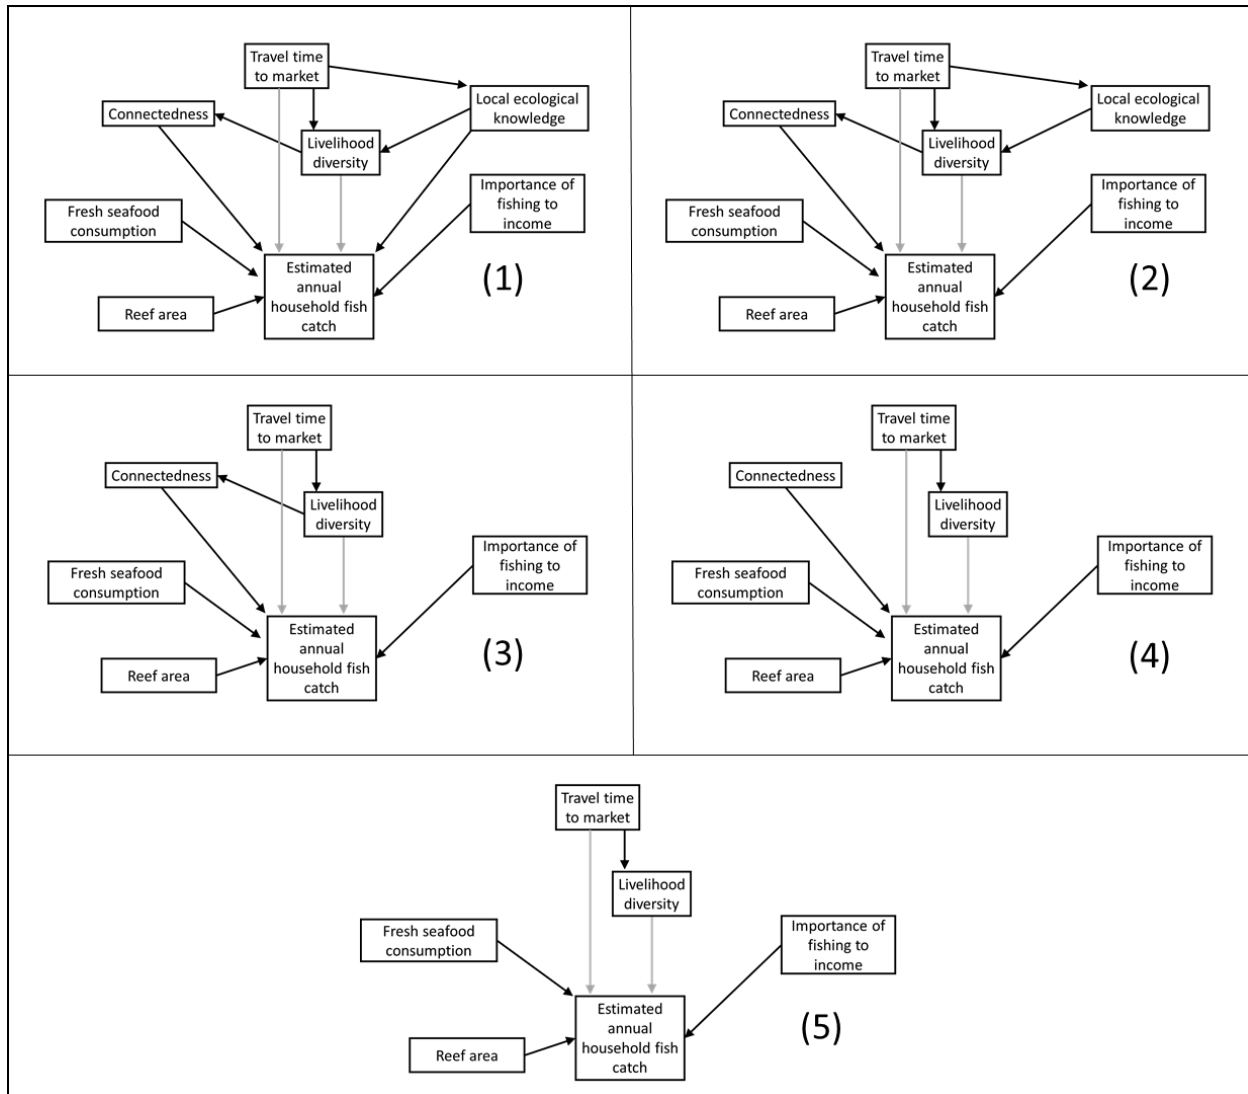 Travel time
to market
Connectedness
Local ecological
knowledge
Livelihood
diversity
Importance of
fishing to
income
Fresh seafood
consumption
Estimated
annual
household fish
catch
Reef area
(1)
Travel time
to market
Connectedness
Local ecological
knowledge
Livelihood
diversity
Importance of
fishing to
income
Fresh seafood
consumption
Estimated
annual
household fish
catch
Reef area
(2)
Travel time
to market
Connectedness
Livelihood
diversity
Importance of
fishing to
income
Fresh seafood
consumption
Estimated
annual
household fish
catch
Reef area
(3)
Travel time
to market
Connectedness
Livelihood
diversity
Importance of
fishing to
income
Fresh seafood
consumption
Estimated
annual
household fish
catch
Reef area
(4)
Travel time
to market
Livelihood
diversity
Importance of
fishing to
income
Fresh seafood
consumption
Estimated
annual
household fish
catch
Reef area
(5)